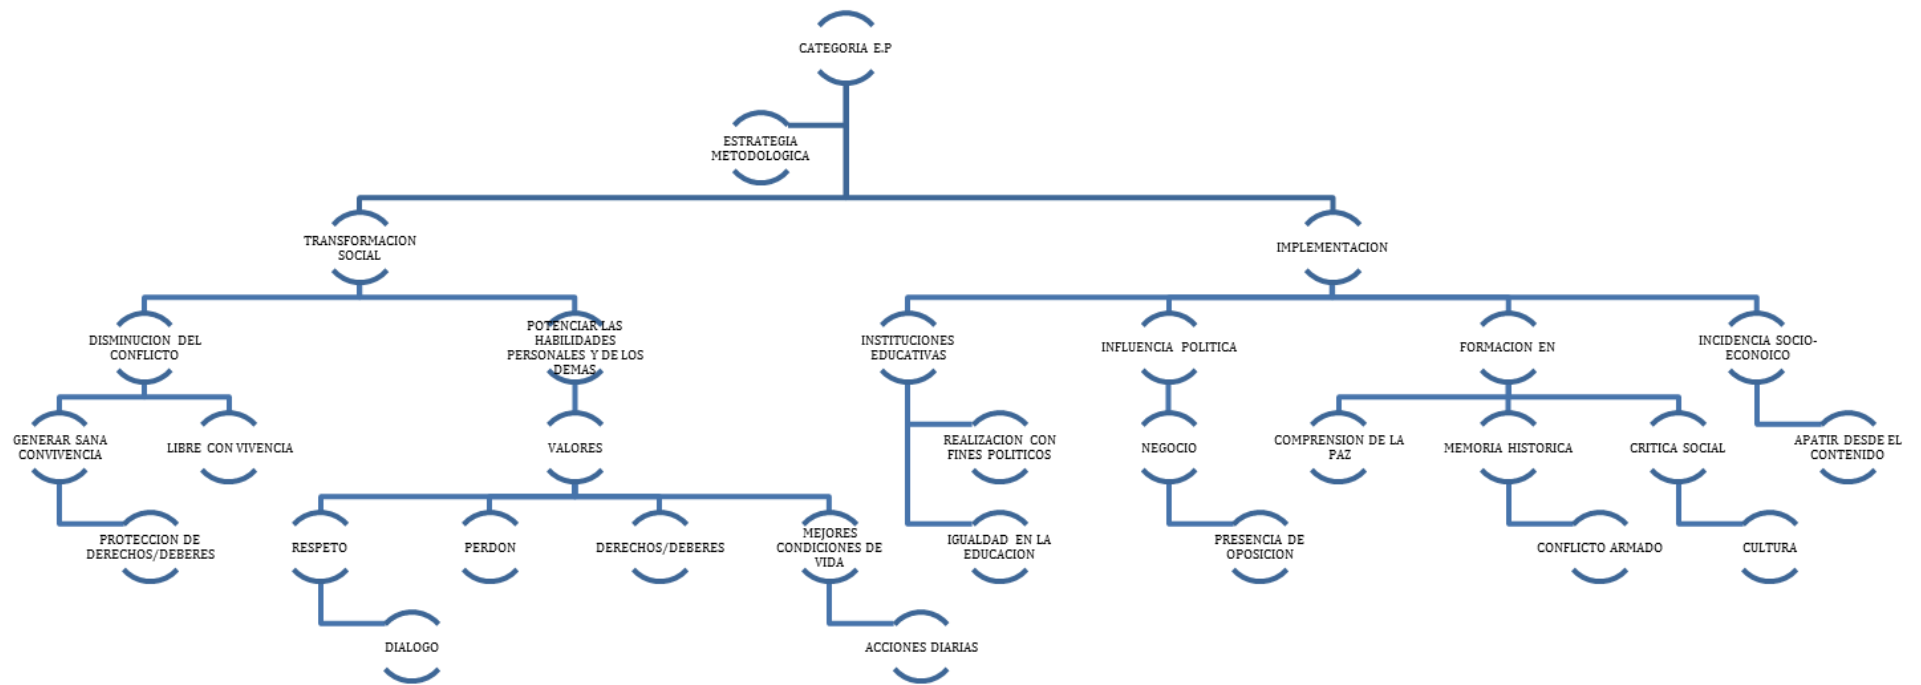 CATEGORIA E.P
ESTRATEGIA
METODOLOGICA
TRANSFORMACION
SOCIAL
IMPLEMENTACION
DISMINUCION DEL
CONFLICTO
POTENCIAR LAS
HABILIDADES
PERSONALES Y DE LOS
DEMAS
INSTITUCIONES
EDUCATIVAS
INFLUENCIA POLITICA
FORMACION EN
INCIDENCIA SOCIO-
ECONOICO
GENERAR SANA
CONVIVENCIA
LIBRE CON VIVENCIA
VALORES
REALIZACION CON
FINES POLITICOS
NEGOCIO
COMPRENSION DE LA
PAZ
MEMORIA HISTORICA
CRITICA SOCIAL
APATIR DESDE EL
CONTENIDO
PROTECCION DE
DERECHOS/DEBERES
RESPETO
PERDON
DERECHOS/DEBERES
MEJORES
CONDICIONES DE
VIDA
IGUALDAD EN LA
EDUCACION
PRESENCIA DE
OPOSICION
CONFLICTO ARMADO
CULTURA
DIALOGO
ACCIONES DIARIAS